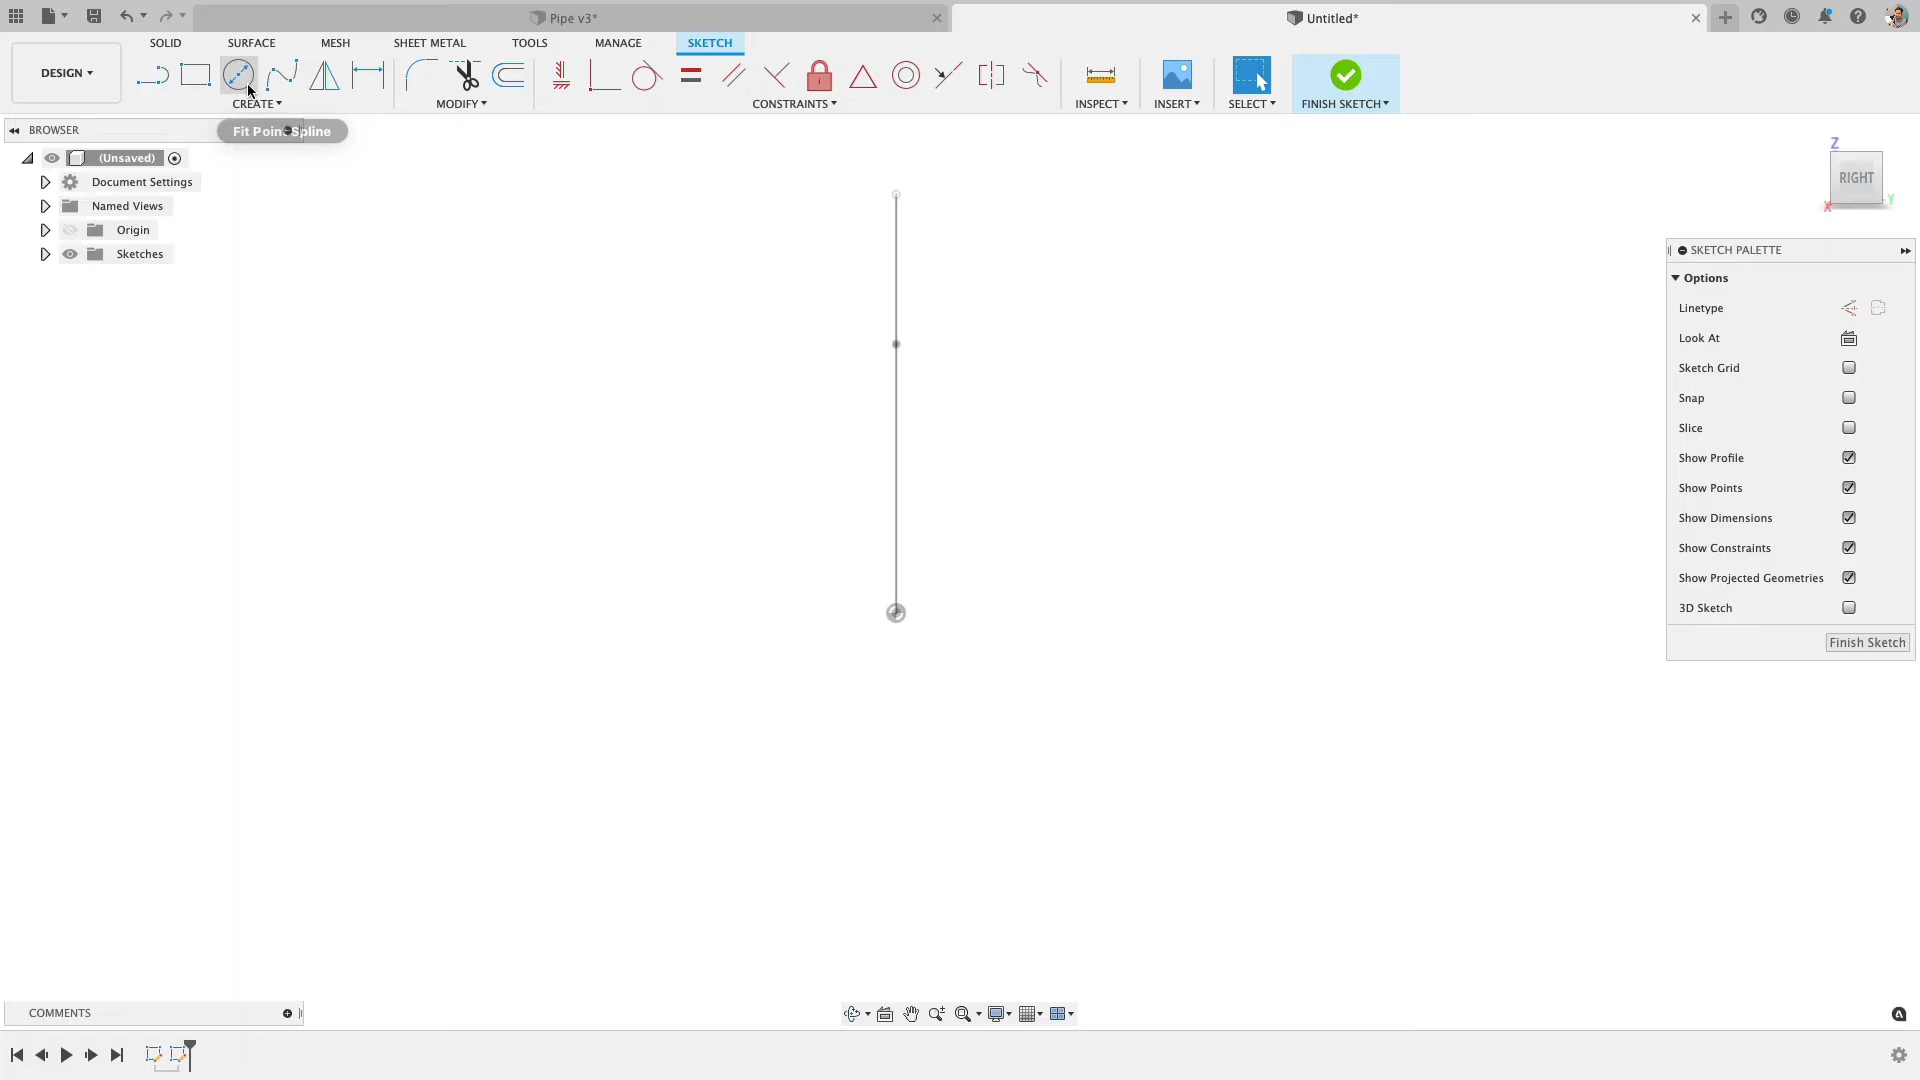 Pipe v3*
Untitled*
DESIGN
SOLID
SURFACE
MESH
SHEET METAL
TOOLS
MANAGE
SKETCH
CREATE
MODIFY
CONSTRAINTS
INSPECT
INSERT
SELECT
FINISH SKETCH
BROWSER
Fit Point Spline
(Unsaved)
Document Settings
Named Views
Origin
Sketches
Z
RIGHT
X
Y
SKETCH PALETTE
Options
Linetype
Look At
Sketch Grid
Snap
Slice
Show Profile
Show Points
Show Dimensions
Show Constraints
Show Projected Geometries
3D Sketch
Finish Sketch
COMMENTS